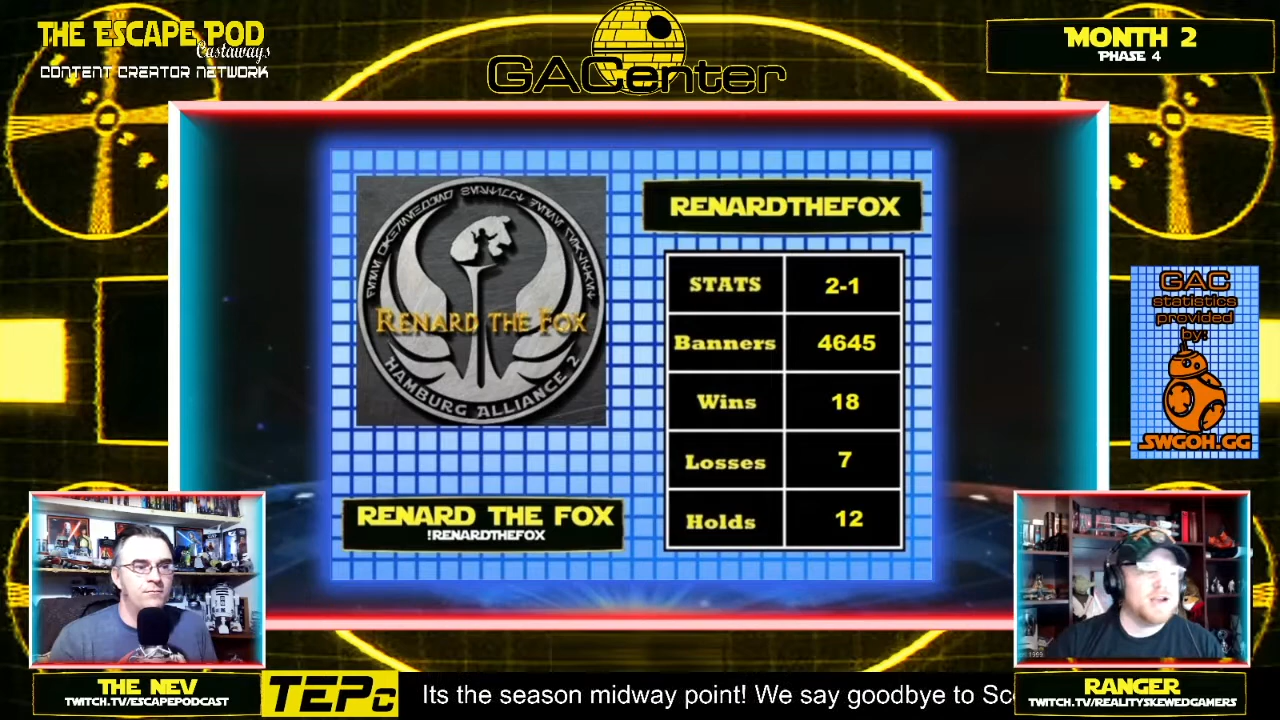 THE ESCAPE POD
Castaways
CONTENT CREATOR NETWORK
GACenter
MONTH 2
PHASE 4
RENARD THE FOX
HAMBURG ALLIANCE 2
RENARDTHEFOX
STATS 2-1
Banners 4645
Wins 18
Losses 7
Holds 12
RENARD THE FOX
!RENARDTHEFOX
GAC
statistics
provided
by:
SWGOH.GG
THE NEV
TWITCH.TV/ESCAPEPODCAST
TEPc
Its the season midway point! We say goodbye to Sc
RANGER
TWITCH.TV/REALITYSKEWEDGAMERS